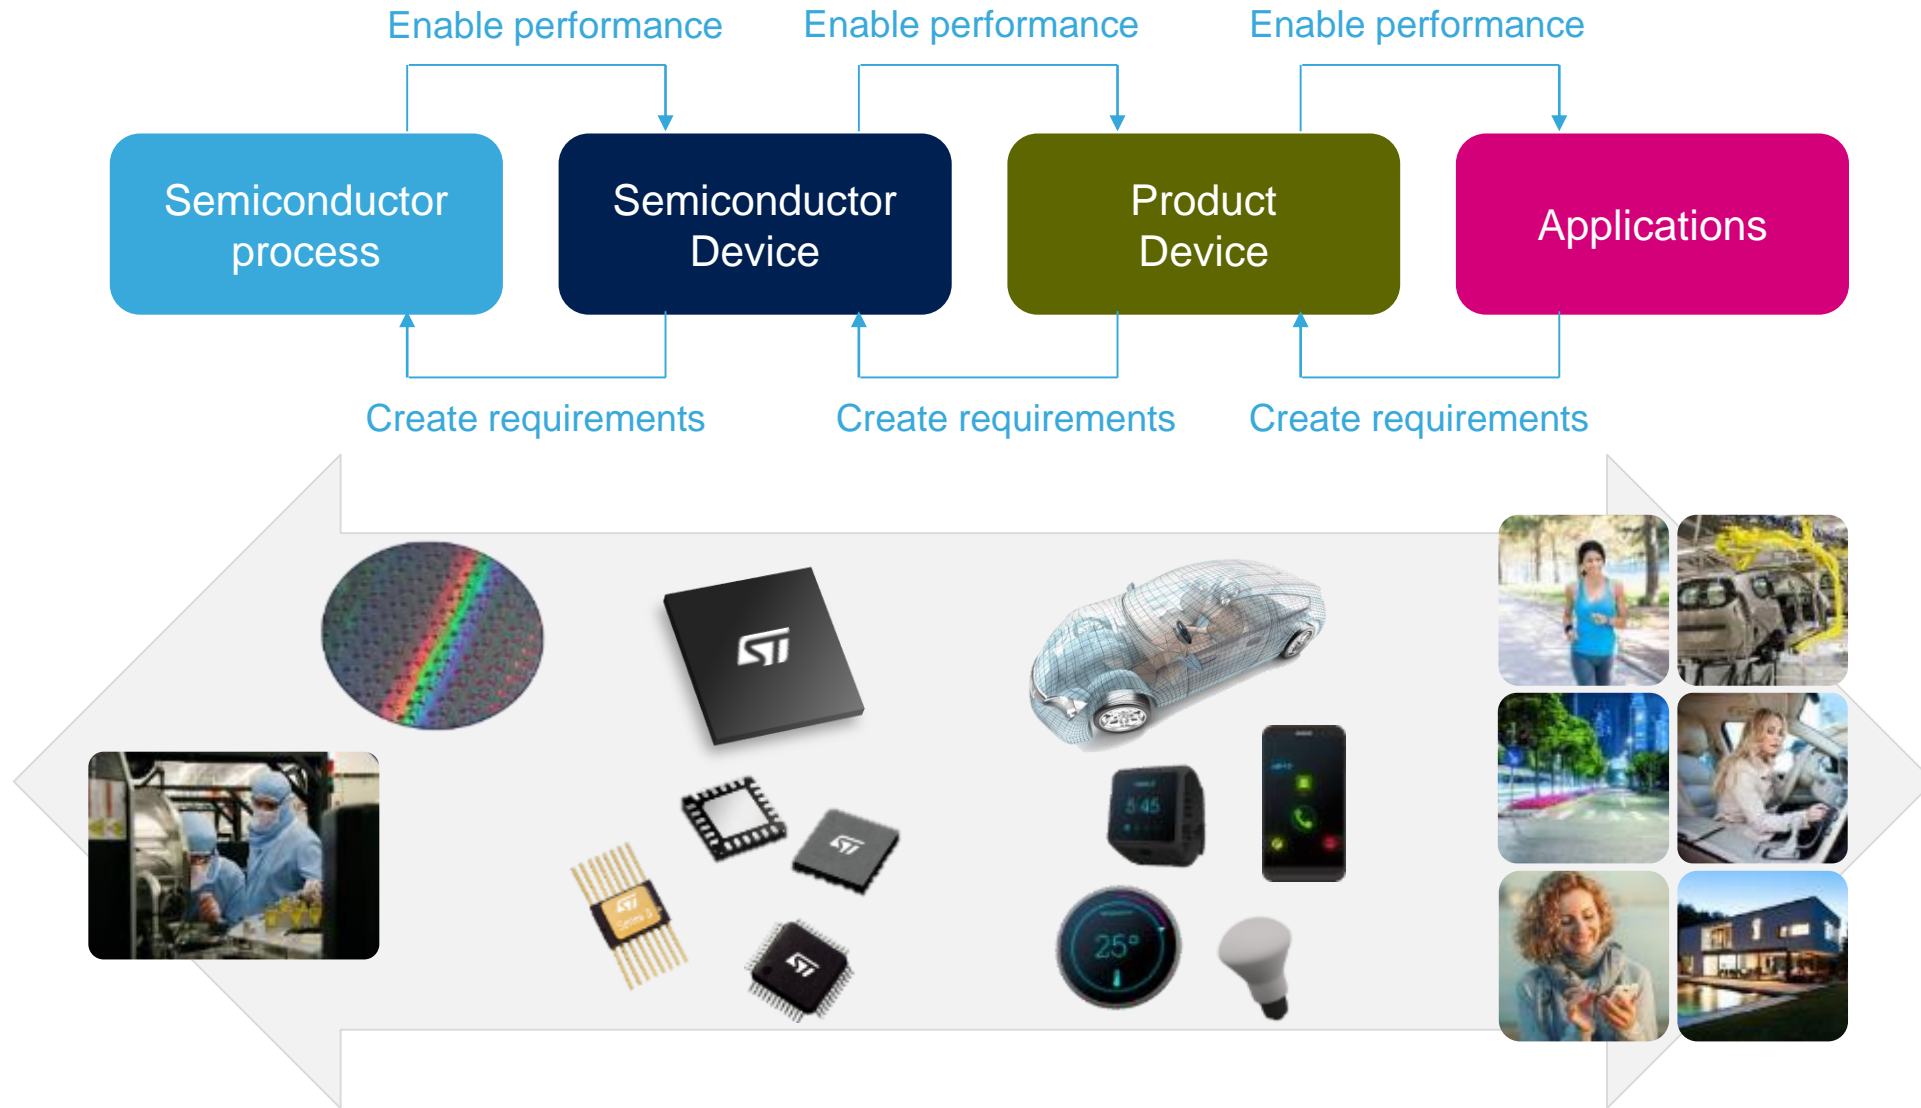 Enable performance
Enable performance
Enable performance
Semiconductor
process
Semiconductor
Device
Product
Device
Applications
Create requirements
Create requirements
Create requirements
ST
ST
ST
ST
5:45
25°